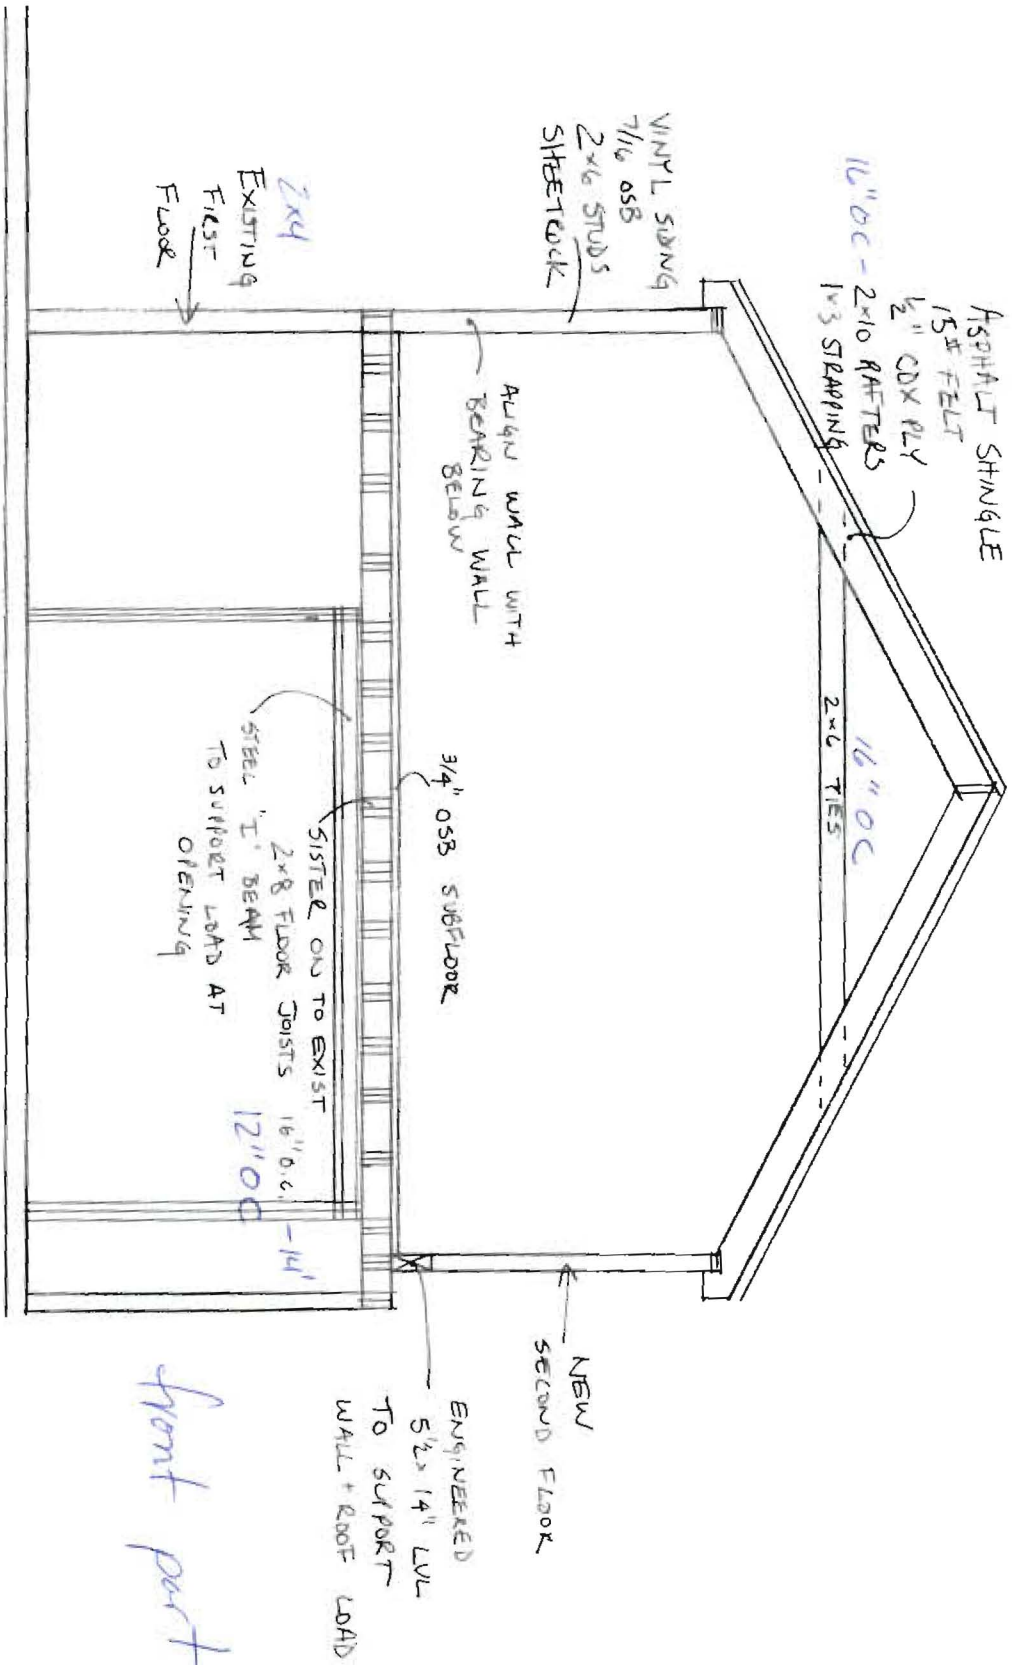 ASPHALT SHINGLE
15# FELT
1/2" CDX PLY
16" OC - 2x10 RAFTERS
1x3 STRAPPING
16" OC
2x6 TIES
VINYL SIDING
7/16 OSB
2x6 STUDS
SHEETROCK
ALIGN WALL WITH
BEARING WALL
BELOW
NEW
SECOND FLOOR
3/4" OSB SUBFLOOR
ENGINEERED
5 1/2 x 14" LVL
TO SUPPORT
WALL + ROOF LOAD
SISTER ON TO EXIST
2x8 FLOOR JOISTS 16" O.C. - 14'
12" OC
STEEL 'I' BEAM
TO SUPPORT LOAD AT
OPENING
2x4
EXISTING
FIRST
FLOOR
front part